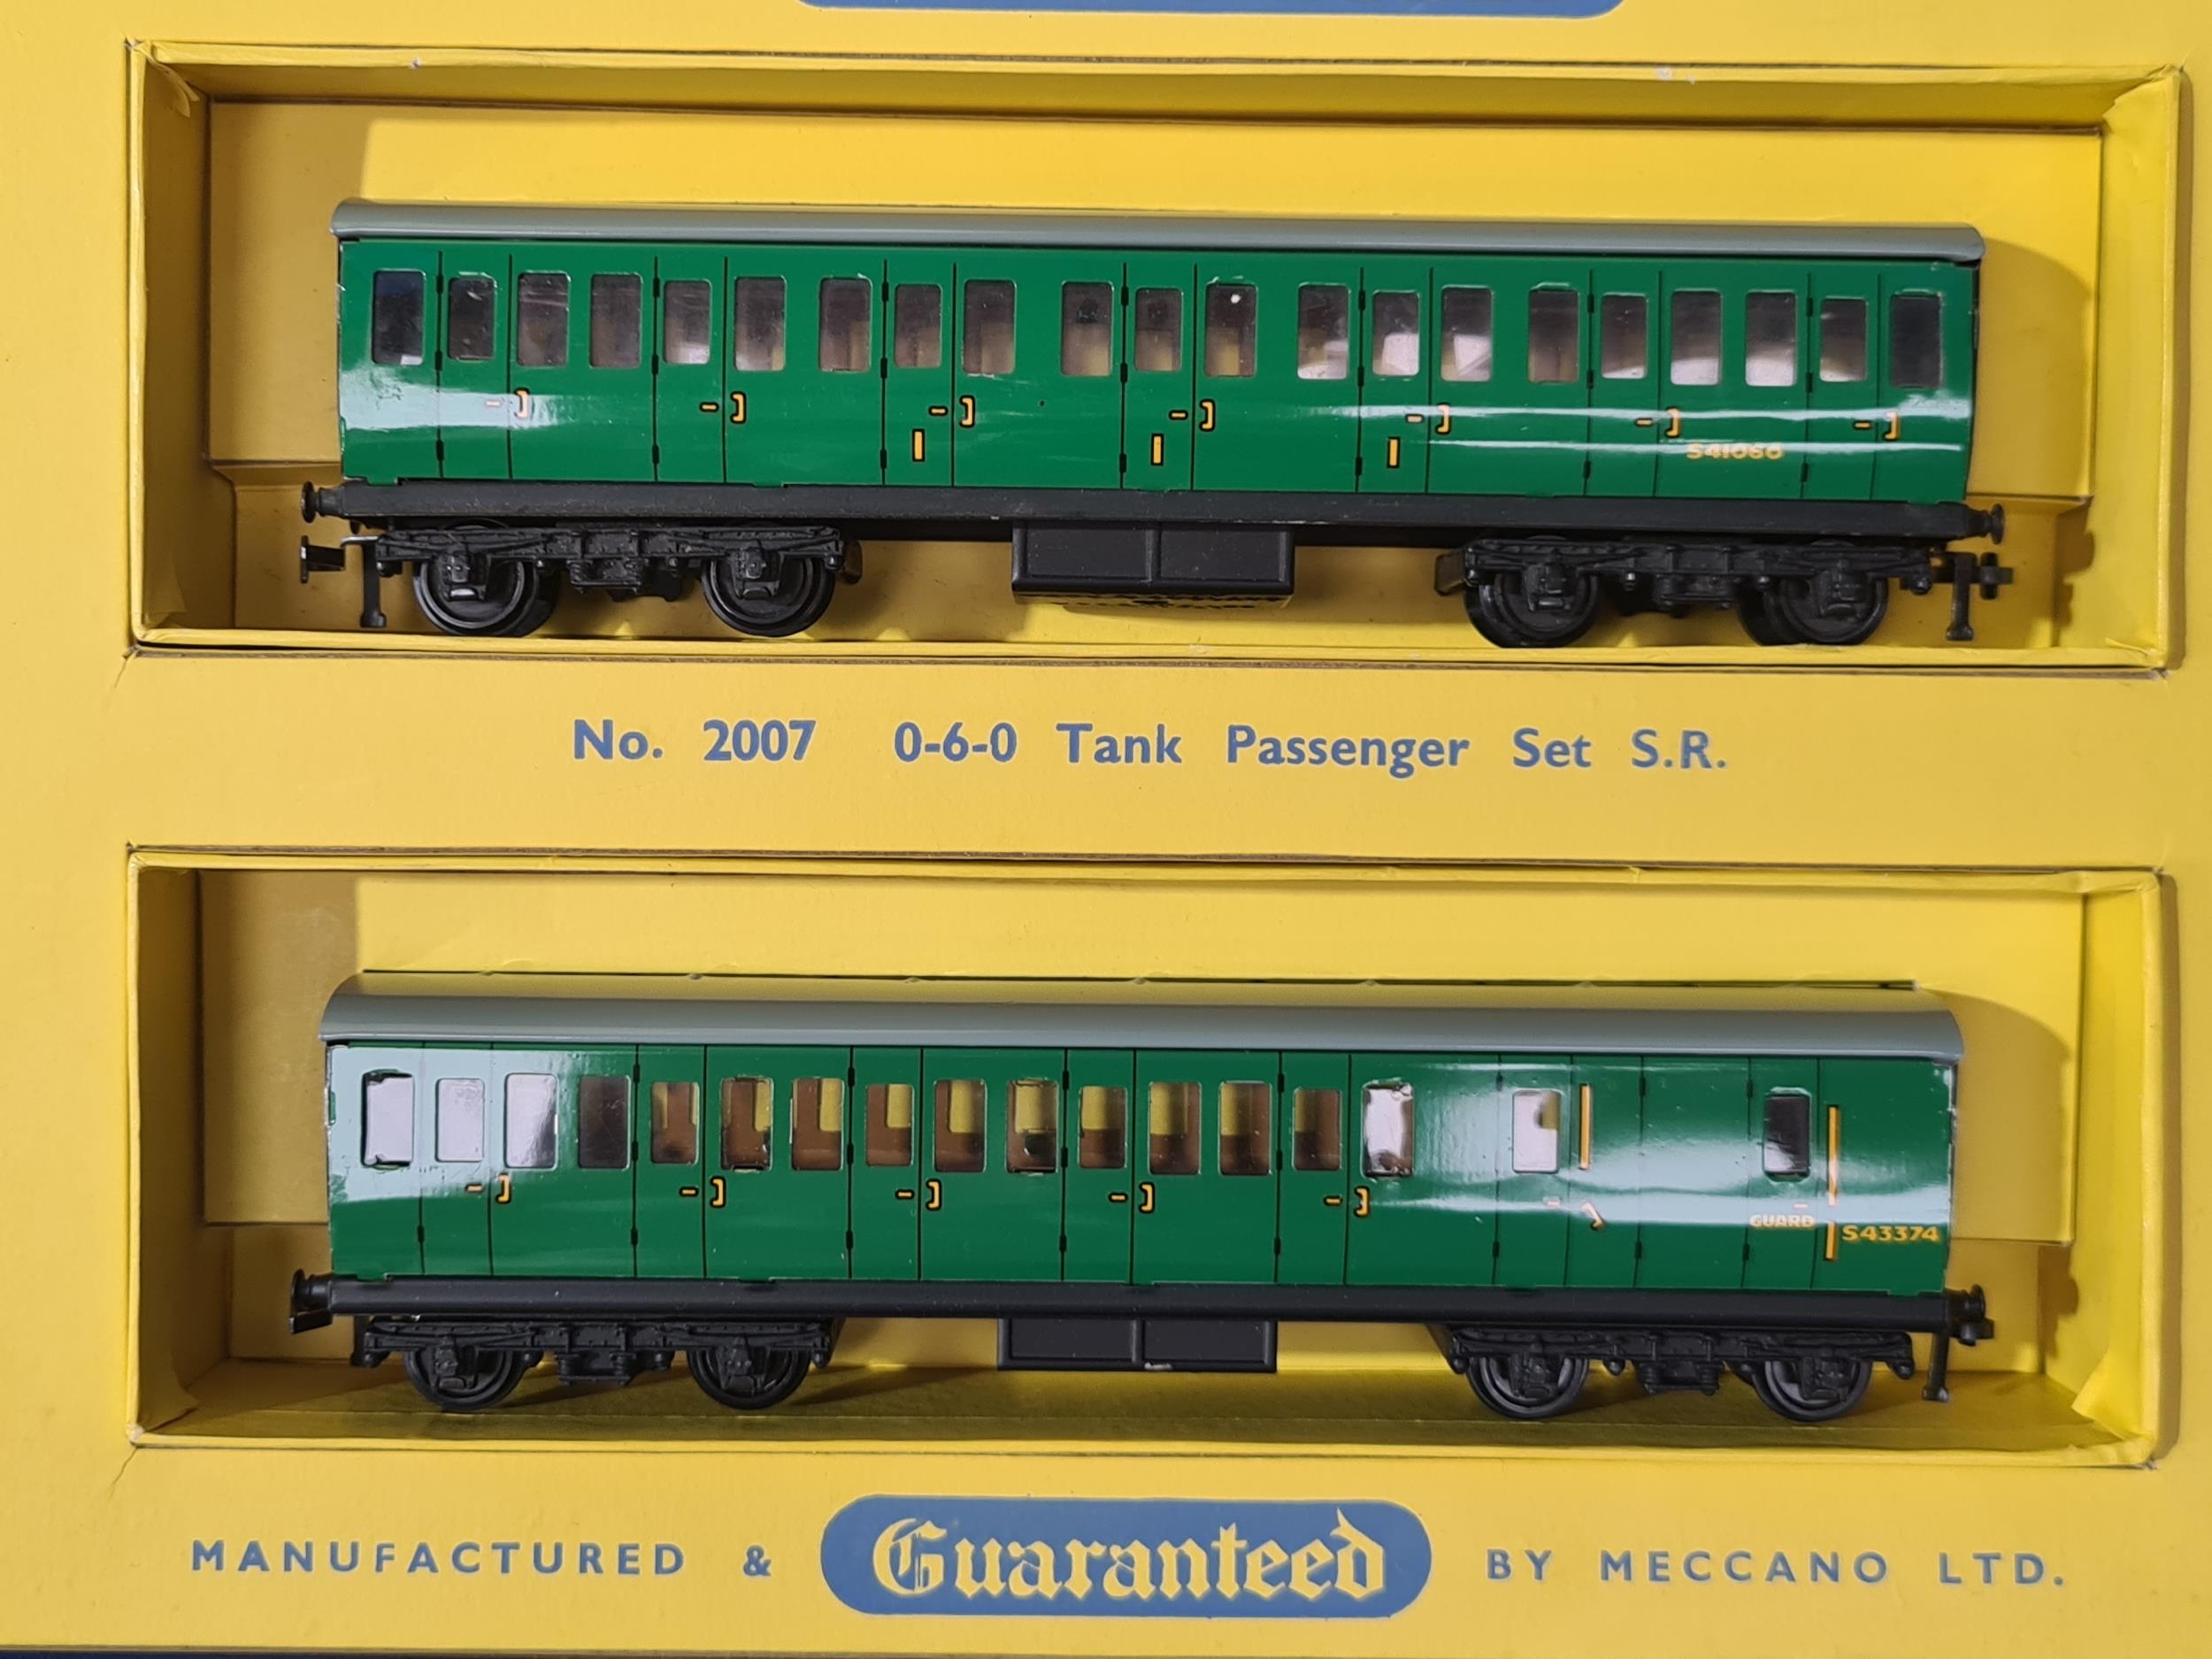 S41060
No. 2007 0-6-0 Tank Passenger Set S.R.
GUARD S43374
MANUFACTURED & Guaranteed BY MECCANO LTD.